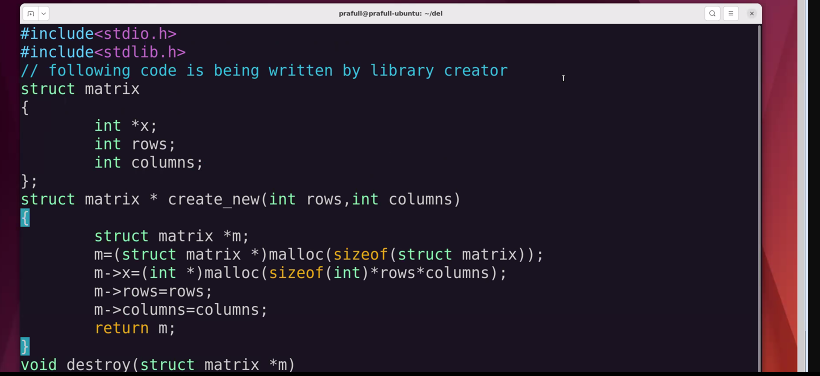 prafull@prafull-ubuntu: ~/del
#include<stdio.h>
#include<stdlib.h>
// following code is being written by library creator
struct matrix
{
        int *x;
        int rows;
        int columns;
};
struct matrix * create_new(int rows,int columns)
{
        struct matrix *m;
        m=(struct matrix *)malloc(sizeof(struct matrix));
        m->x=(int *)malloc(sizeof(int)*rows*columns);
        m->rows=rows;
        m->columns=columns;
        return m;
}
void destroy(struct matrix *m)